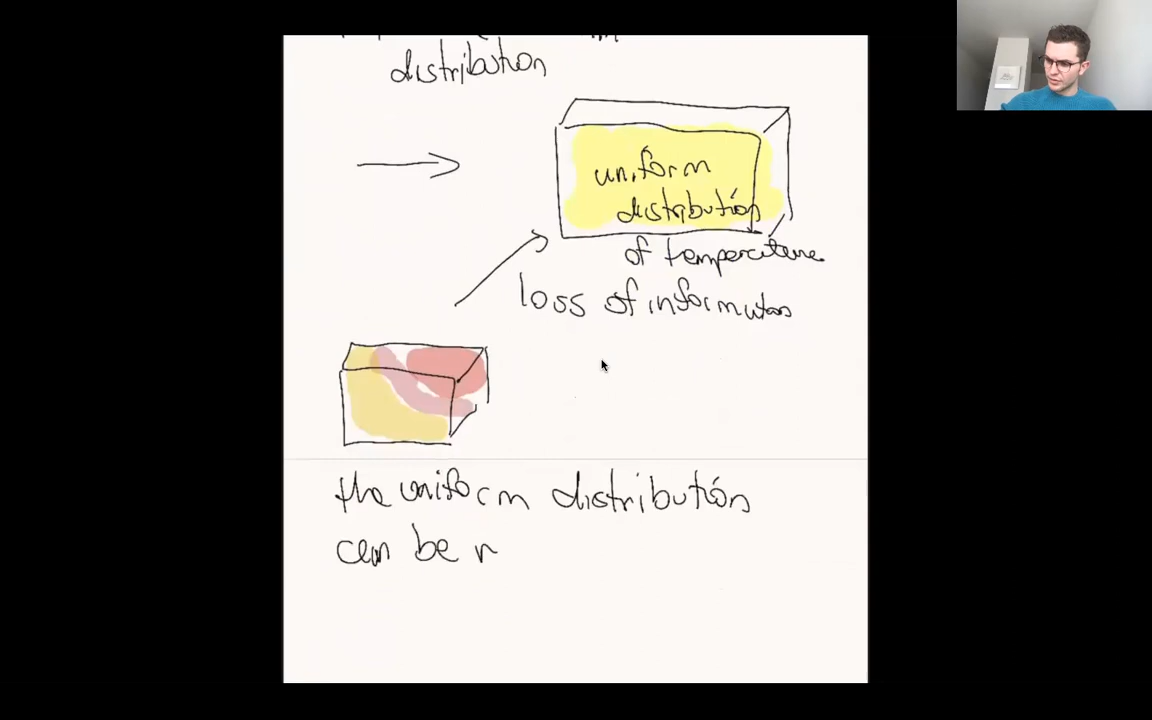 distribution
uniform
distribution
of temperature
loss of information
the uniform distribution
can be r